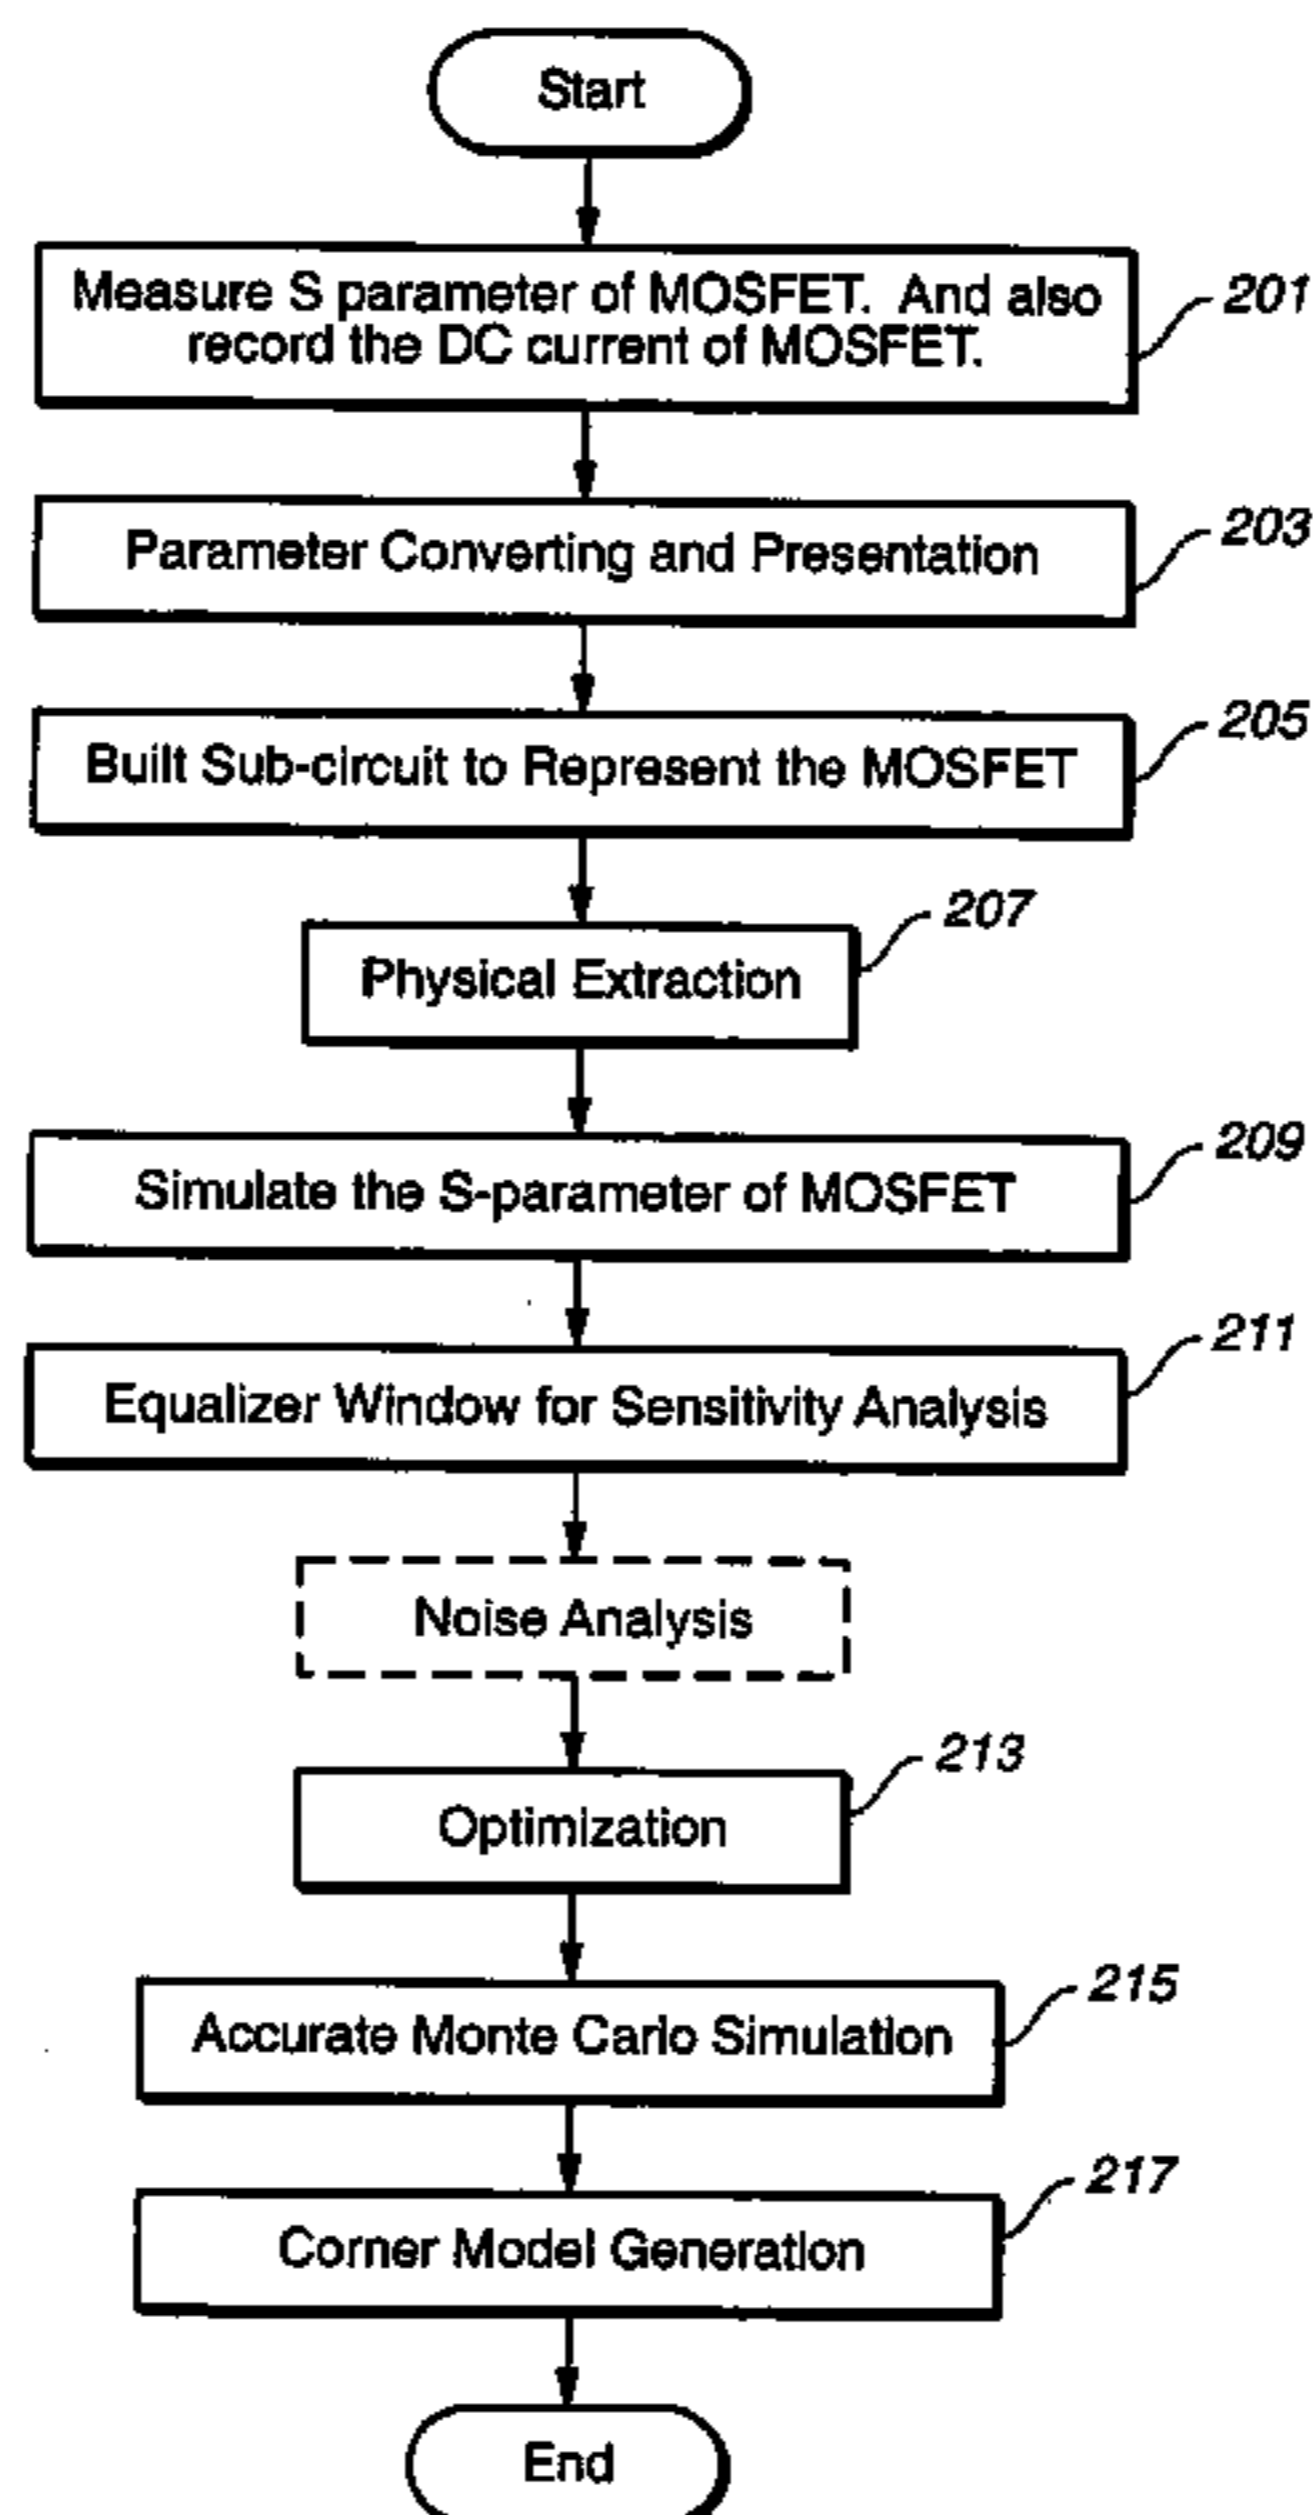 Start
Measure S parameter of MOSFET. And also
record the DC current of MOSFET.
201
Parameter Converting and Presentation
203
Built Sub-circuit to Represent the MOSFET
205
Physical Extraction
207
Simulate the S-parameter of MOSFET
209
Equalizer Window for Sensitivity Analysis
211
Noise Analysis
Optimization
213
Accurate Monte Carlo Simulation
215
Corner Model Generation
217
End